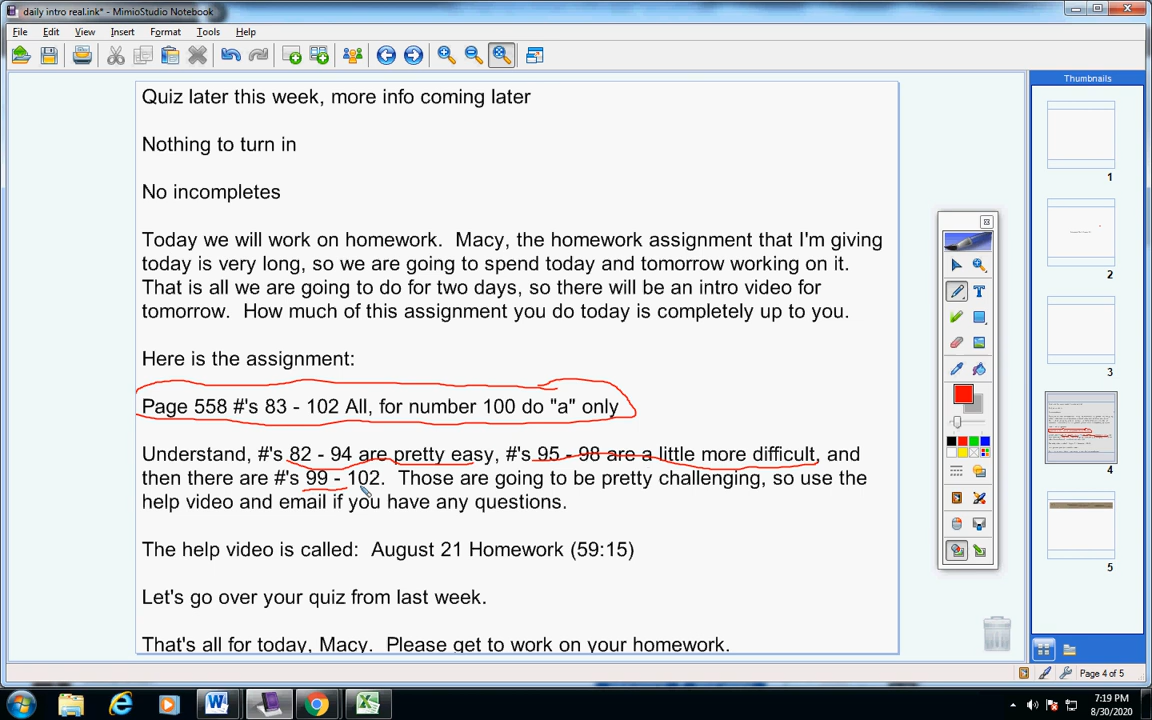 daily intro real.ink* - MimioStudio Notebook
File Edit View Insert Format Tools Help
Quiz later this week, more info coming later
Nothing to turn in
No incompletes
Today we will work on homework.  Macy, the homework assignment that I'm giving
today is very long, so we are going to spend today and tomorrow working on it.
That is all we are going to do for two days, so there will be an intro video for
tomorrow.  How much of this assignment you do today is completely up to you.
Here is the assignment:
Page 558 #'s 83 - 102 All, for number 100 do "a" only
Understand, #'s 82 - 94 are pretty easy, #'s 95 - 98 are a little more difficult, and
then there are #'s 99 - 102.  Those are going to be pretty challenging, so use the
help video and email if you have any questions.
The help video is called:  August 21 Homework (59:15)
Let's go over your quiz from last week.
That's all for today, Macy.  Please get to work on your homework.
Thumbnails
1
2
3
4
5
Page 4 of 5
7:19 PM
8/30/2020